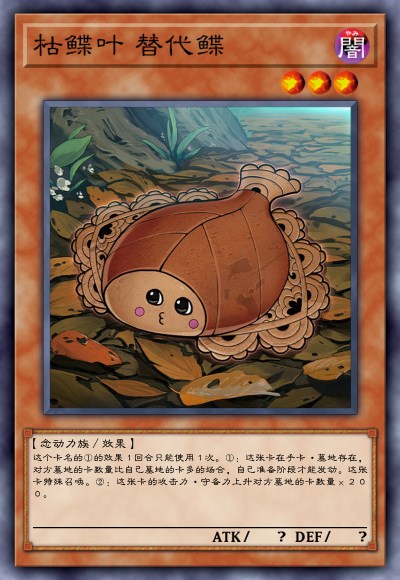 枯鲽叶 替代鲽
やみ
闇
【念动力族／效果】
这个卡名的①的效果1回合只能使用1次。①：这张卡在手卡·墓地存在，
对方墓地的卡数量比自己墓地的卡多的场合，自己准备阶段才能发动。这张
卡特殊召唤。②：这张卡的攻击力·守备力上升对方墓地的卡数量×20
0。
ATK/ ? DEF/ ?